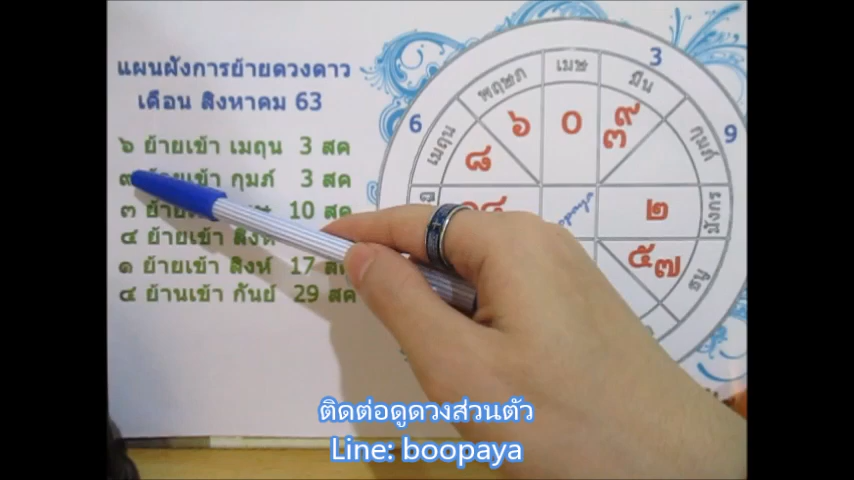 แผนผังการย้ายดวงดาว
เดือน สิงหาคม 63
๖ ย้ายเข้า เมถุน 3 สค
ย้ายเข้า กุมภ์ 3 สค
๓ 10 สค
๔ ย้ายเข้า
๑ ย้ายเข้า สิงห์ 17
๔ ย้านเข้า กันย์ 29 สค
3
6
9
เมษ
พฤษภ
มีน
เมถุน
กุมภ์
มังกร
ธนู
๖
0
๓๙
๘
๒
๕๗
ติดต่อดูดวงส่วนตัว
Line: boopaya